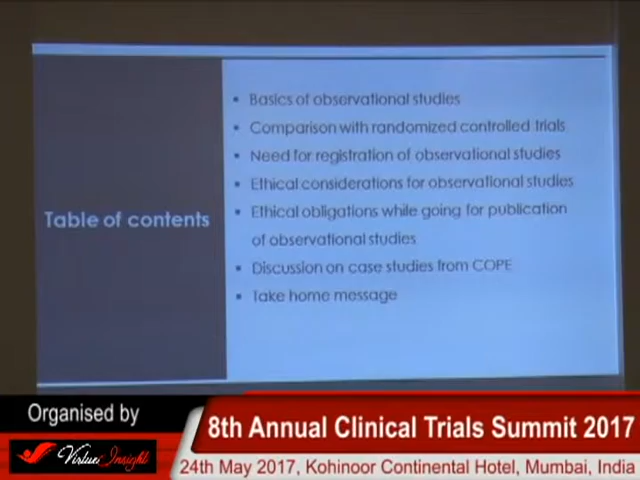 Table of contents
Basics of observational studies
Comparison with randomized controlled trials
Need for registration of observational studies
Ethical considerations for observational studies
Ethical obligations while going for publication
of observational studies
Discussion on case studies from COPE
Take home message
Organised by
Virtue Insight
8th Annual Clinical Trials Summit 2017
24th May 2017, Kohinoor Continental Hotel, Mumbai, India